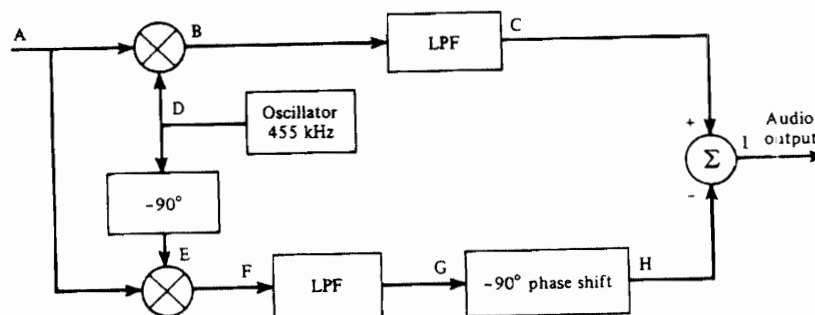 A
B
LPF
C
D
Oscillator
455 kHz
+
Σ
I
Audio
output
-
-90°
E
F
LPF
G
-90° phase shift
H